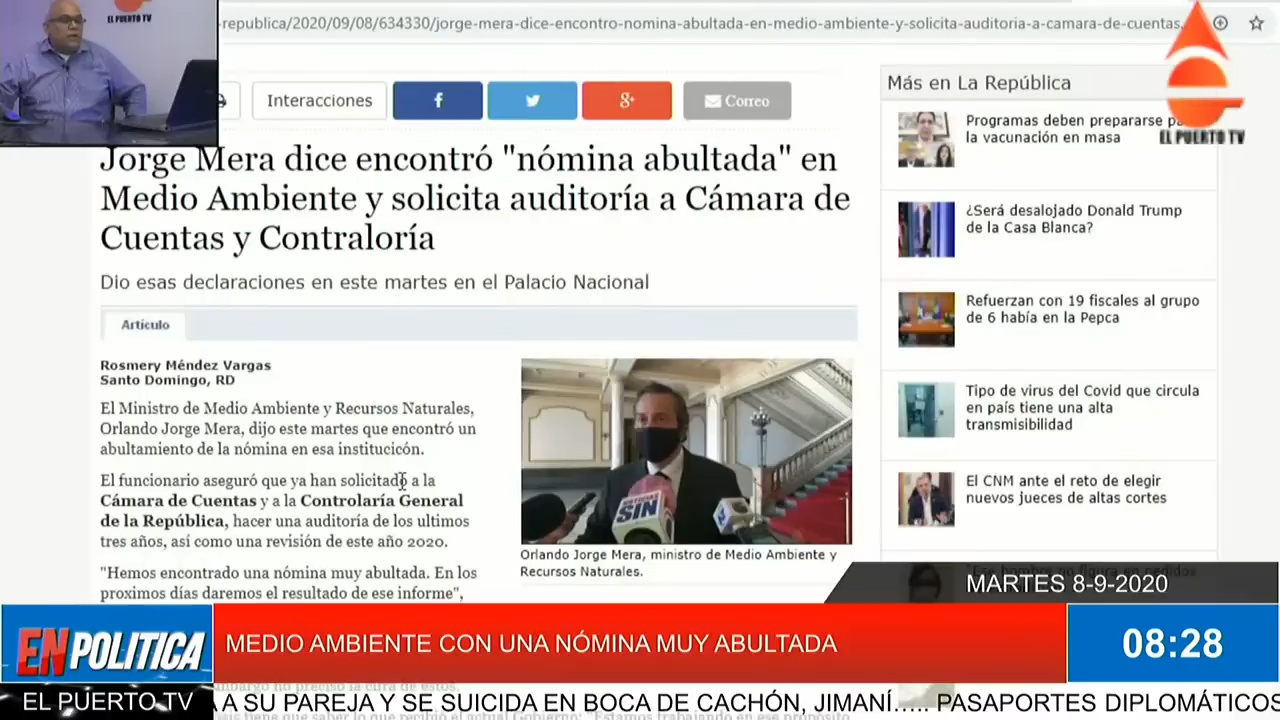 EL PUERTO TV
republica/2020/09/08/634330/jorge-mera-dice-encontro-nomina-abultada-en-medio-ambiente-y-solicita-auditoria-a-camara-de-cuentas.
Interacciones
f
g+
Correo
Jorge Mera dice encontró "nómina abultada" en
Medio Ambiente y solicita auditoría a Cámara de
Cuentas y Contraloría
Dio esas declaraciones en este martes en el Palacio Nacional
Artículo
Rosmery Méndez Vargas
Santo Domingo, RD
El Ministro de Medio Ambiente y Recursos Naturales,
Orlando Jorge Mera, dijo este martes que encontró un
abultamiento de la nómina en esa institicón.
El funcionario aseguró que ya han solicitado a la
Cámara de Cuentas y a la Controlaría General
de la República, hacer una auditoría de los ultimos
tres años, así como una revisión de este año 2020.
"Hemos encontrado una nómina muy abultada. En los
proximos días daremos el resultado de ese informe",
NOTICIAS
SIN
Orlando Jorge Mera, ministro de Medio Ambiente y
Recursos Naturales.
Más en La República
Programas deben prepararse
la vacunación en masa
¿Será desalojado Donald Trump
de la Casa Blanca?
Refuerzan con 19 fiscales al grupo
de 6 había en la Pepca
Tipo de virus del Covid que circula
en país tiene una alta
transmisibilidad
El CNM ante el reto de elegir
nuevos jueces de altas cortes
EL PUERTO TV
MARTES 8-9-2020
EN POLITICA
MEDIO AMBIENTE CON UNA NÓMINA MUY ABULTADA
08:28
EL PUERTO TV
A SU PAREJA Y SE SUICIDA EN BOCA DE CACHÓN, JIMANÍ..... PASAPORTES DIPLOMÁTICOS